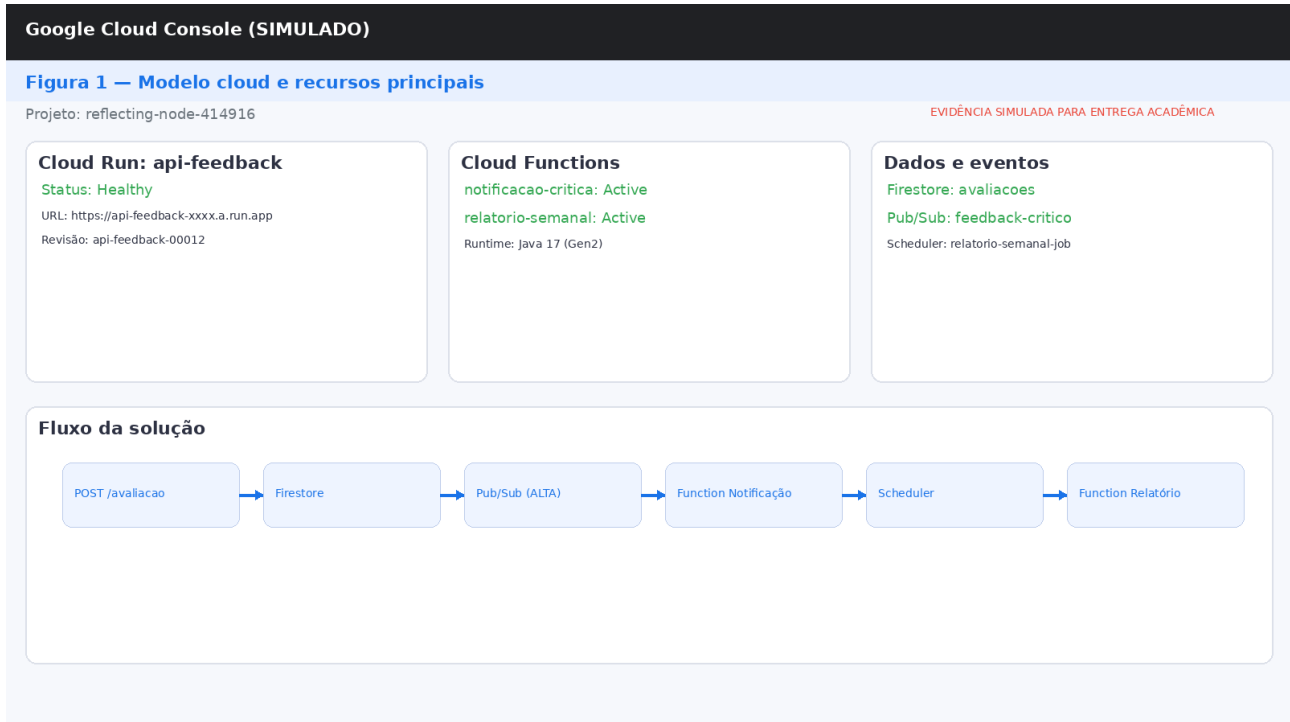 Google Cloud Console (SIMULADO)
Figura 1 — Modelo cloud e recursos principais
Projeto: reflecting-node-414916
EVIDÊNCIA SIMULADA PARA ENTREGA ACADÊMICA
Cloud Run: api-feedback
Status: Healthy
URL: https://api-feedback-xxxx.a.run.app
Revisão: api-feedback-00012
Cloud Functions
notificacao-critica: Active
relatorio-semanal: Active
Runtime: Java 17 (Gen2)
Dados e eventos
Firestore: avaliacoes
Pub/Sub: feedback-critico
Scheduler: relatorio-semanal-job
Fluxo da solução
POST /avaliacao
Firestore
Pub/Sub (ALTA)
Function Notificação
Scheduler
Function Relatório